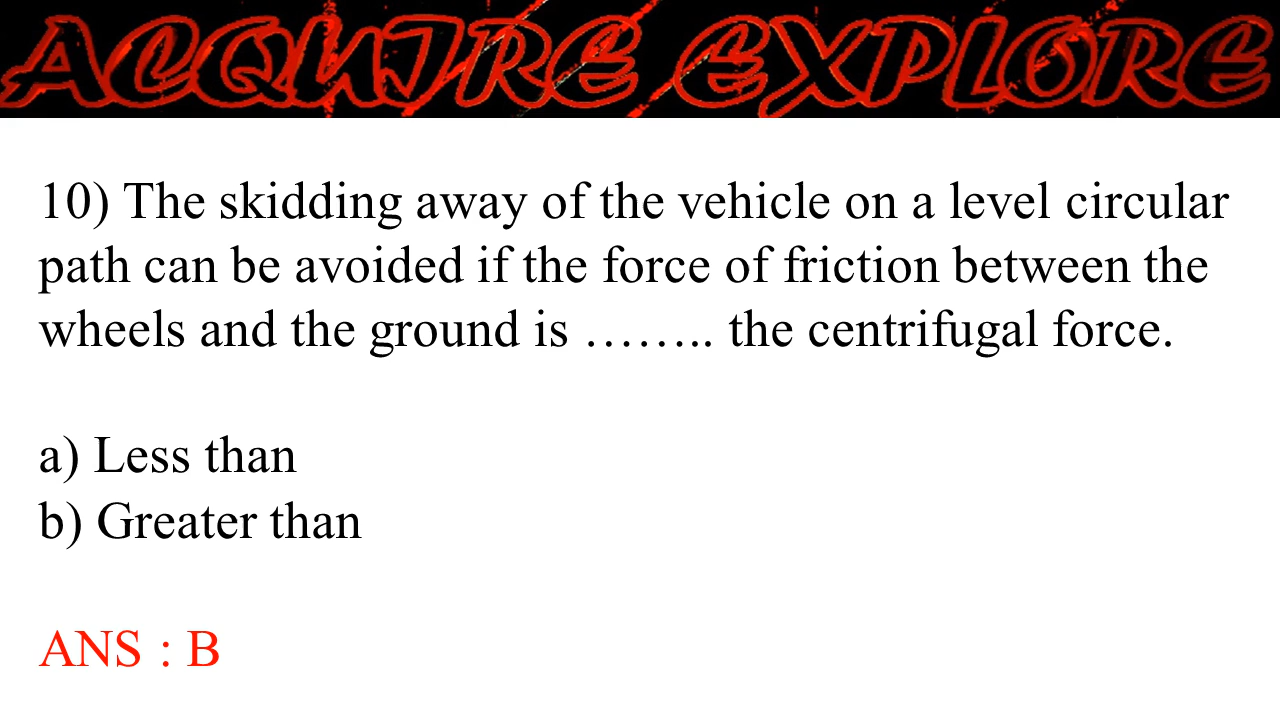 ACQUIRE EXPLORE
10) The skidding away of the vehicle on a level circular
path can be avoided if the force of friction between the
wheels and the ground is …….. the centrifugal force.
a) Less than
b) Greater than
ANS : B